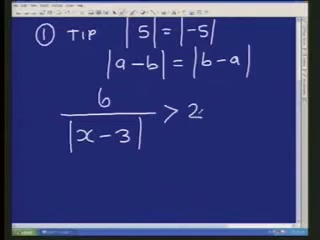 ① TIP |5| = |-5|
|a-b| = |b-a|
6
|x-3| > 2